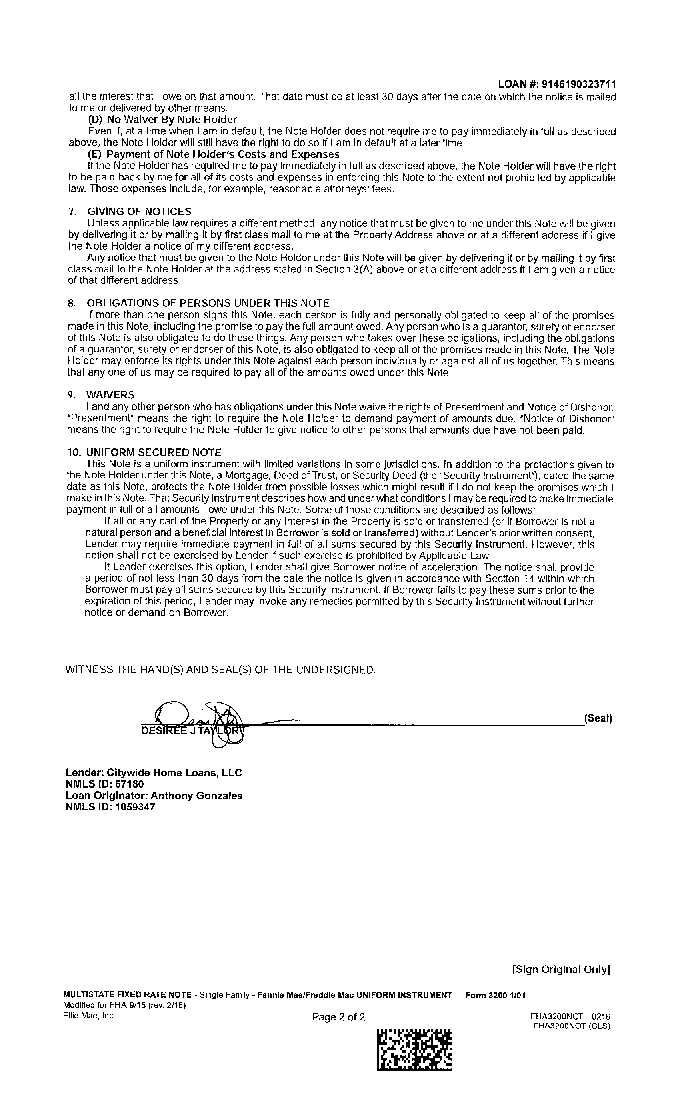 LOAN #: 9146190323711
all the interest that I owe on that amount. That date must be at least 30 days after the date on which the notice is mailed
to me or delivered by other means.
(D) No Waiver By Note Holder
Even if, at a time when I am in default, the Note Holder does not require me to pay immediately in full as described
above, the Note Holder will still have the right to do so if I am in default at a later time.
(E) Payment of Note Holder's Costs and Expenses
If the Note Holder has required me to pay immediately in full as described above, the Note Holder will have the right
to be paid back by me for all of its costs and expenses in enforcing this Note to the extent not prohibited by applicable
law. Those expenses include, for example, reasonable attorneys' fees.
7. GIVING OF NOTICES
Unless applicable law requires a different method, any notice that must be given to me under this Note will be given
by delivering it or by mailing it by first class mail to me at the Property Address above or at a different address if I give
the Note Holder a notice of my different address.
Any notice that must be given to the Note Holder under this Note will be given by delivering it or by mailing it by first
class mail to the Note Holder at the address stated in Section 3(A) above or at a different address if I am given a notice
of that different address.
8. OBLIGATIONS OF PERSONS UNDER THIS NOTE
If more than one person signs this Note, each person is fully and personally obligated to keep all of the promises
made in this Note, including the promise to pay the full amount owed. Any person who is a guarantor, surety or endorser
of this Note is also obligated to do these things. Any person who takes over these obligations, including the obligations
of a guarantor, surety or endorser of this Note, is also obligated to keep all of the promises made in this Note. The Note
Holder may enforce its rights under this Note against each person individually or against all of us together. This means
that any one of us may be required to pay all of the amounts owed under this Note.
9. WAIVERS
I and any other person who has obligations under this Note waive the rights of Presentment and Notice of Dishonor.
"Presentment" means the right to require the Note Holder to demand payment of amounts due. "Notice of Dishonor"
means the right to require the Note Holder to give notice to other persons that amounts due have not been paid.
10. UNIFORM SECURED NOTE
This Note is a uniform instrument with limited variations in some jurisdictions. In addition to the protections given to
the Note Holder under this Note, a Mortgage, Deed of Trust, or Security Deed (the "Security Instrument"), dated the same
date as this Note, protects the Note Holder from possible losses which might result if I do not keep the promises which I
make in this Note. That Security Instrument describes how and under what conditions I may be required to make immediate
payment in full of all amounts I owe under this Note. Some of those conditions are described as follows:
If all or any part of the Property or any Interest in the Property is sold or transferred (or if Borrower is not a
natural person and a beneficial interest in Borrower is sold or transferred) without Lender's prior written consent,
Lender may require immediate payment in full of all sums secured by this Security Instrument. However, this
option shall not be exercised by Lender if such exercise is prohibited by Applicable Law.
If Lender exercises this option, Lender shall give Borrower notice of acceleration. The notice shall provide
a period of not less than 30 days from the date the notice is given in accordance with Section 14 within which
Borrower must pay all sums secured by this Security Instrument. If Borrower fails to pay these sums prior to the
expiration of this period, Lender may invoke any remedies permitted by this Security Instrument without further
notice or demand on Borrower.
WITNESS THE HAND(S) AND SEAL(S) OF THE UNDERSIGNED.
(Seal)
DESIREE J TAYLOR
Lender: Citywide Home Loans, LLC
NMLS ID: 67180
Loan Originator: Anthony Gonzales
NMLS ID: 1059347
[Sign Original Only]
MULTISTATE FIXED RATE NOTE - Single Family - Fannie Mae/Freddie Mac UNIFORM INSTRUMENT Form 3200 1/01
Modified for FHA 9/15 (rev. 2/16)
Ellie Mae, Inc.
Page 2 of 2
FHA3200NOT 0216
FHA3200NOT (CLS)